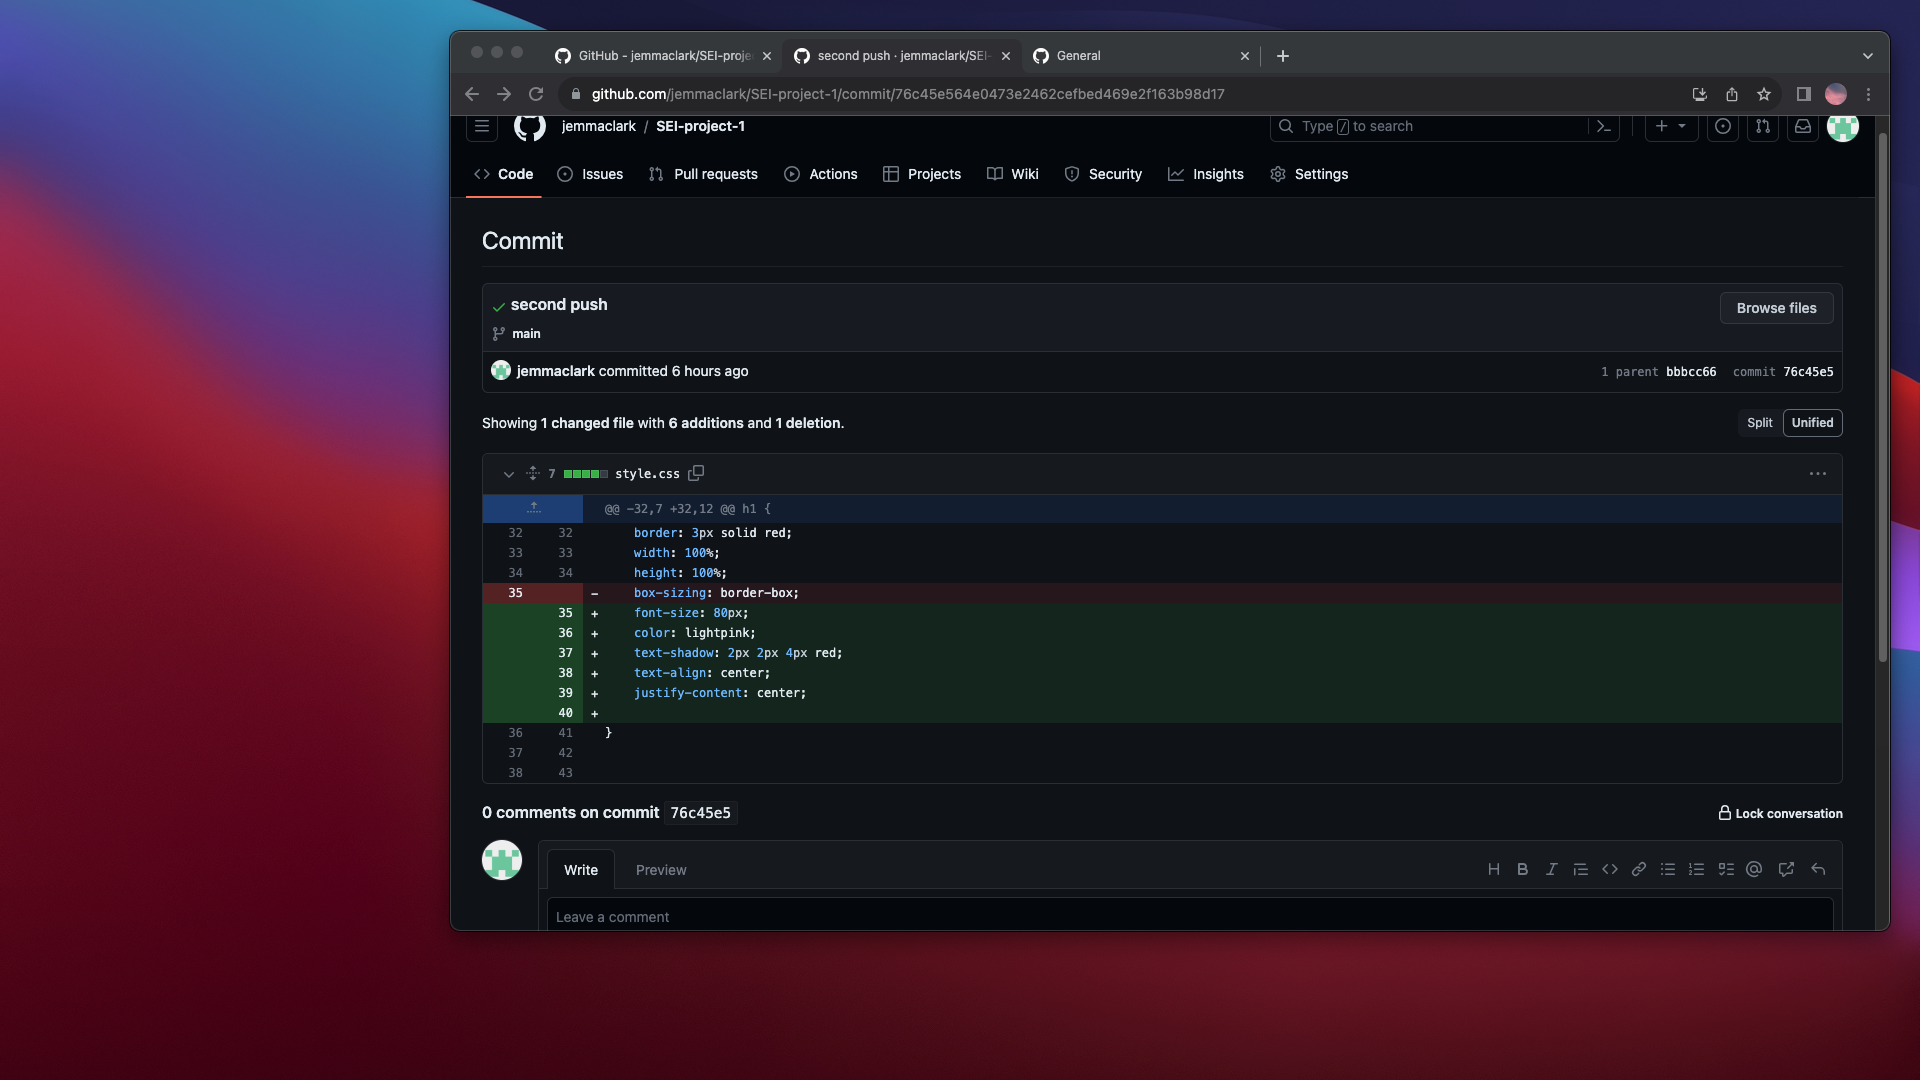 GitHub - jemmaclark/SEI-proje
second push · jemmaclark/SEI-
General
github.com/jemmaclark/SEI-project-1/commit/76c45e564e0473e2462cefbed469e2f163b98d17
jemmaclark / SEI-project-1
Type / to search
Code
Issues
Pull requests
Actions
Projects
Wiki
Security
Insights
Settings
Commit
second push
Browse files
main
jemmaclark committed 6 hours ago
1 parent bbbcc66 commit 76c45e5
Showing 1 changed file with 6 additions and 1 deletion.
Split Unified
7 style.css
@@ -32,7 +32,12 @@ h1 {
32 32 border: 3px solid red;
33 33 width: 100%;
34 34 height: 100%;
35 - box-sizing: border-box;
35 + font-size: 80px;
36 + color: lightpink;
37 + text-shadow: 2px 2px 4px red;
38 + text-align: center;
39 + justify-content: center;
40 +
36 41 }
37 42
38 43
0 comments on commit 76c45e5
Lock conversation
Write Preview
Leave a comment